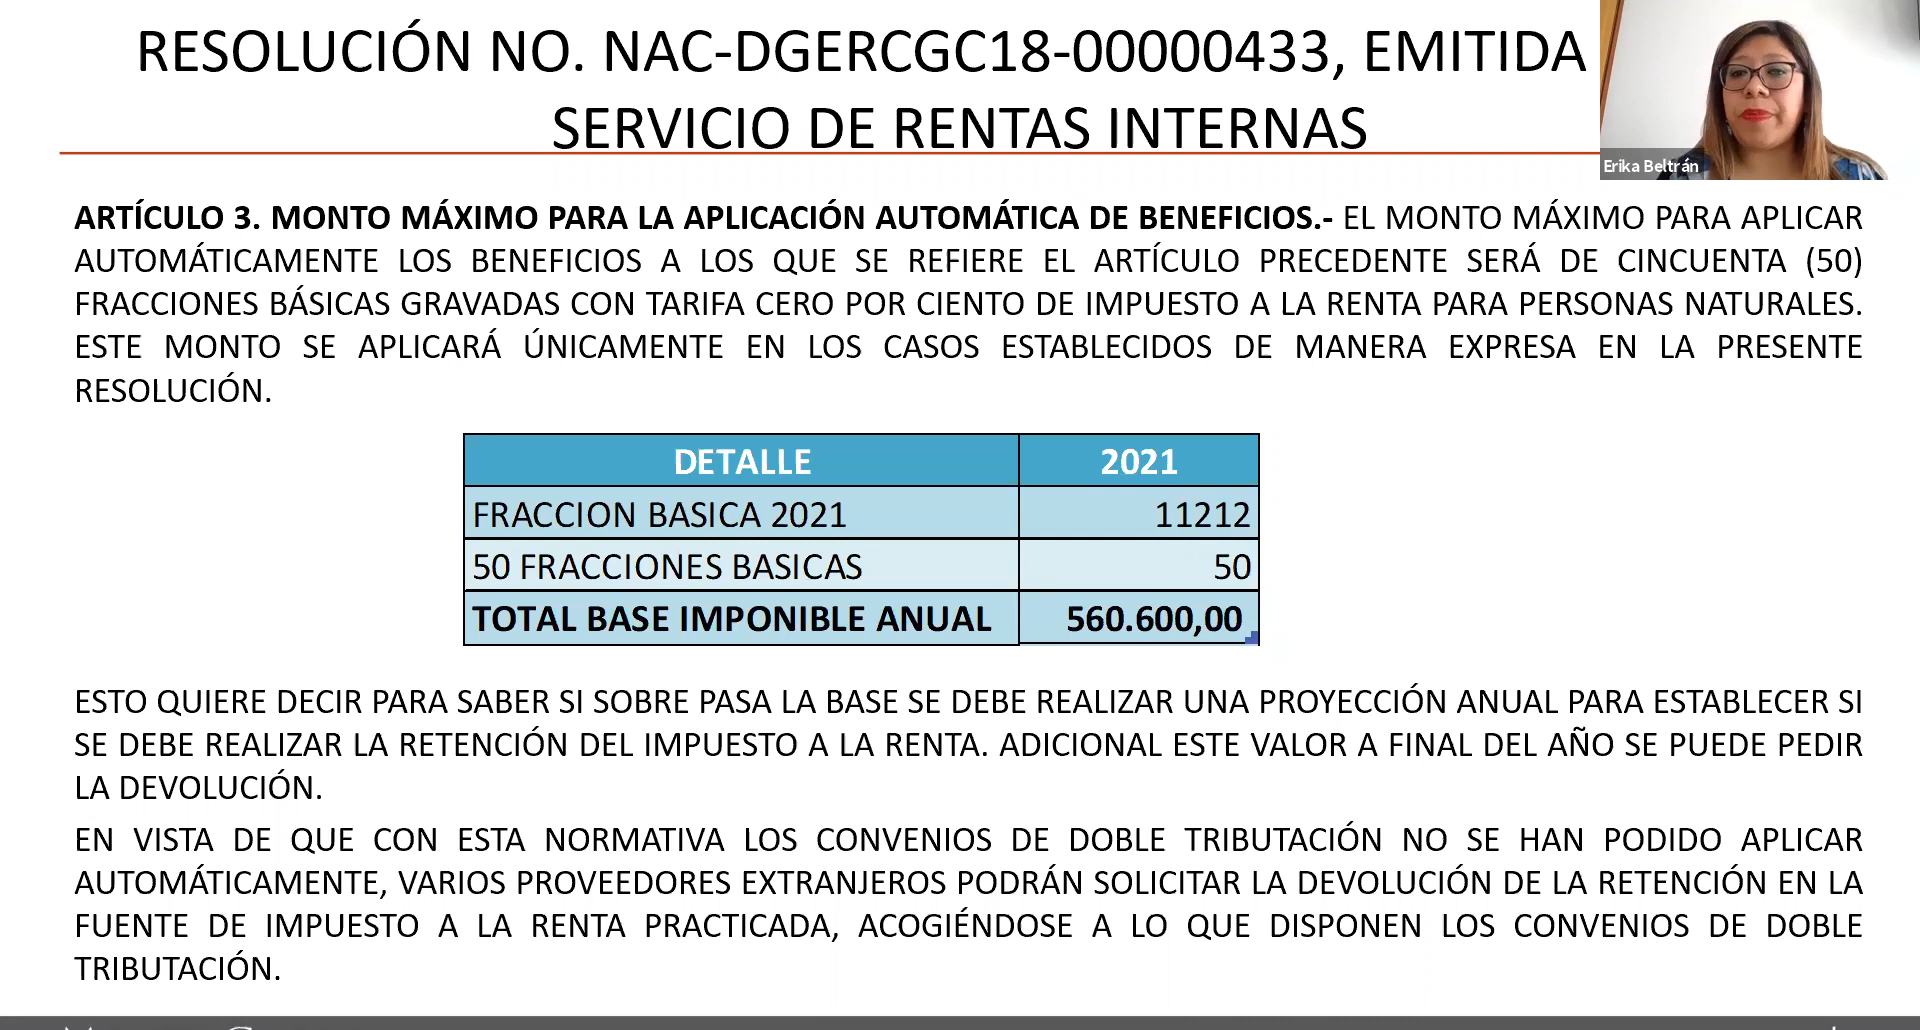 RESOLUCIÓN NO. NAC-DGERCGC18-00000433, EMITIDA
SERVICIO DE RENTAS INTERNAS
Erika Beltrán
ARTÍCULO 3. MONTO MÁXIMO PARA LA APLICACIÓN AUTOMÁTICA DE BENEFICIOS.- EL MONTO MÁXIMO PARA APLICAR
AUTOMÁTICAMENTE LOS BENEFICIOS A LOS QUE SE REFIERE EL ARTÍCULO PRECEDENTE SERÁ DE CINCUENTA (50)
FRACCIONES BÁSICAS GRAVADAS CON TARIFA CERO POR CIENTO DE IMPUESTO A LA RENTA PARA PERSONAS NATURALES.
ESTE MONTO SE APLICARÁ ÚNICAMENTE EN LOS CASOS ESTABLECIDOS DE MANERA EXPRESA EN LA PRESENTE
RESOLUCIÓN.
DETALLE 2021
FRACCION BASICA 2021 11212
50 FRACCIONES BASICAS 50
TOTAL BASE IMPONIBLE ANUAL 560.600,00
ESTO QUIERE DECIR PARA SABER SI SOBRE PASA LA BASE SE DEBE REALIZAR UNA PROYECCIÓN ANUAL PARA ESTABLECER SI
SE DEBE REALIZAR LA RETENCIÓN DEL IMPUESTO A LA RENTA. ADICIONAL ESTE VALOR A FINAL DEL AÑO SE PUEDE PEDIR
LA DEVOLUCIÓN.
EN VISTA DE QUE CON ESTA NORMATIVA LOS CONVENIOS DE DOBLE TRIBUTACIÓN NO SE HAN PODIDO APLICAR
AUTOMÁTICAMENTE, VARIOS PROVEEDORES EXTRANJEROS PODRÁN SOLICITAR LA DEVOLUCIÓN DE LA RETENCIÓN EN LA
FUENTE DE IMPUESTO A LA RENTA PRACTICADA, ACOGIÉNDOSE A LO QUE DISPONEN LOS CONVENIOS DE DOBLE
TRIBUTACIÓN.